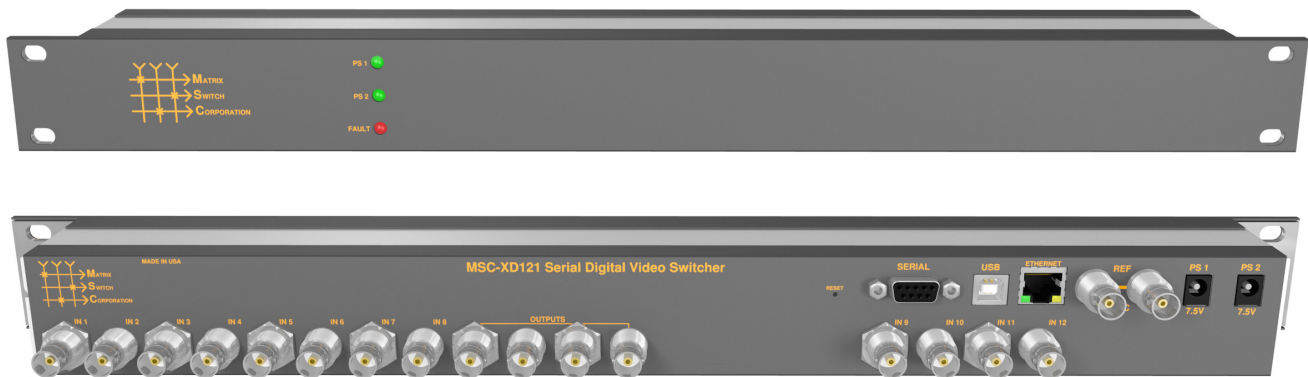 PS 1
MATRIX
PS 2
SWITCH
CORPORATION
FAULT
MADE IN USA
MSC-XD121 Serial Digital Video Switcher
SERIAL
USB
ETHERNET
REF
PS 1
PS 2
MATRIX
SWITCH
CORPORATION
RESET
7.5V
7.5V
IN 1
IN 2
IN 3
IN 4
IN 5
IN 6
IN 7
IN 8
OUTPUTS
IN 9
IN 10
IN 11
IN 12